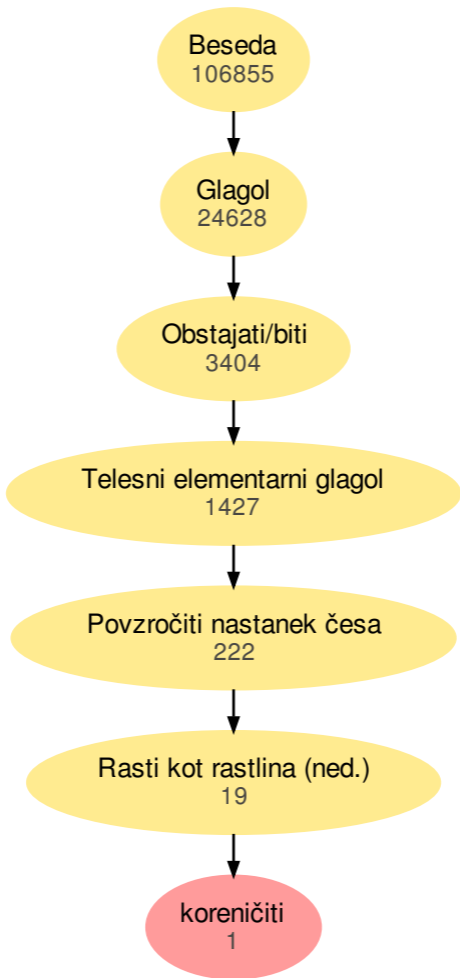 Beseda
106855
Glagol
24628
Obstajati/biti
3404
Telesni elementarni glagol
1427
Povzročiti nastanek česa
222
Rasti kot rastlina (ned.)
19
koreničiti
1